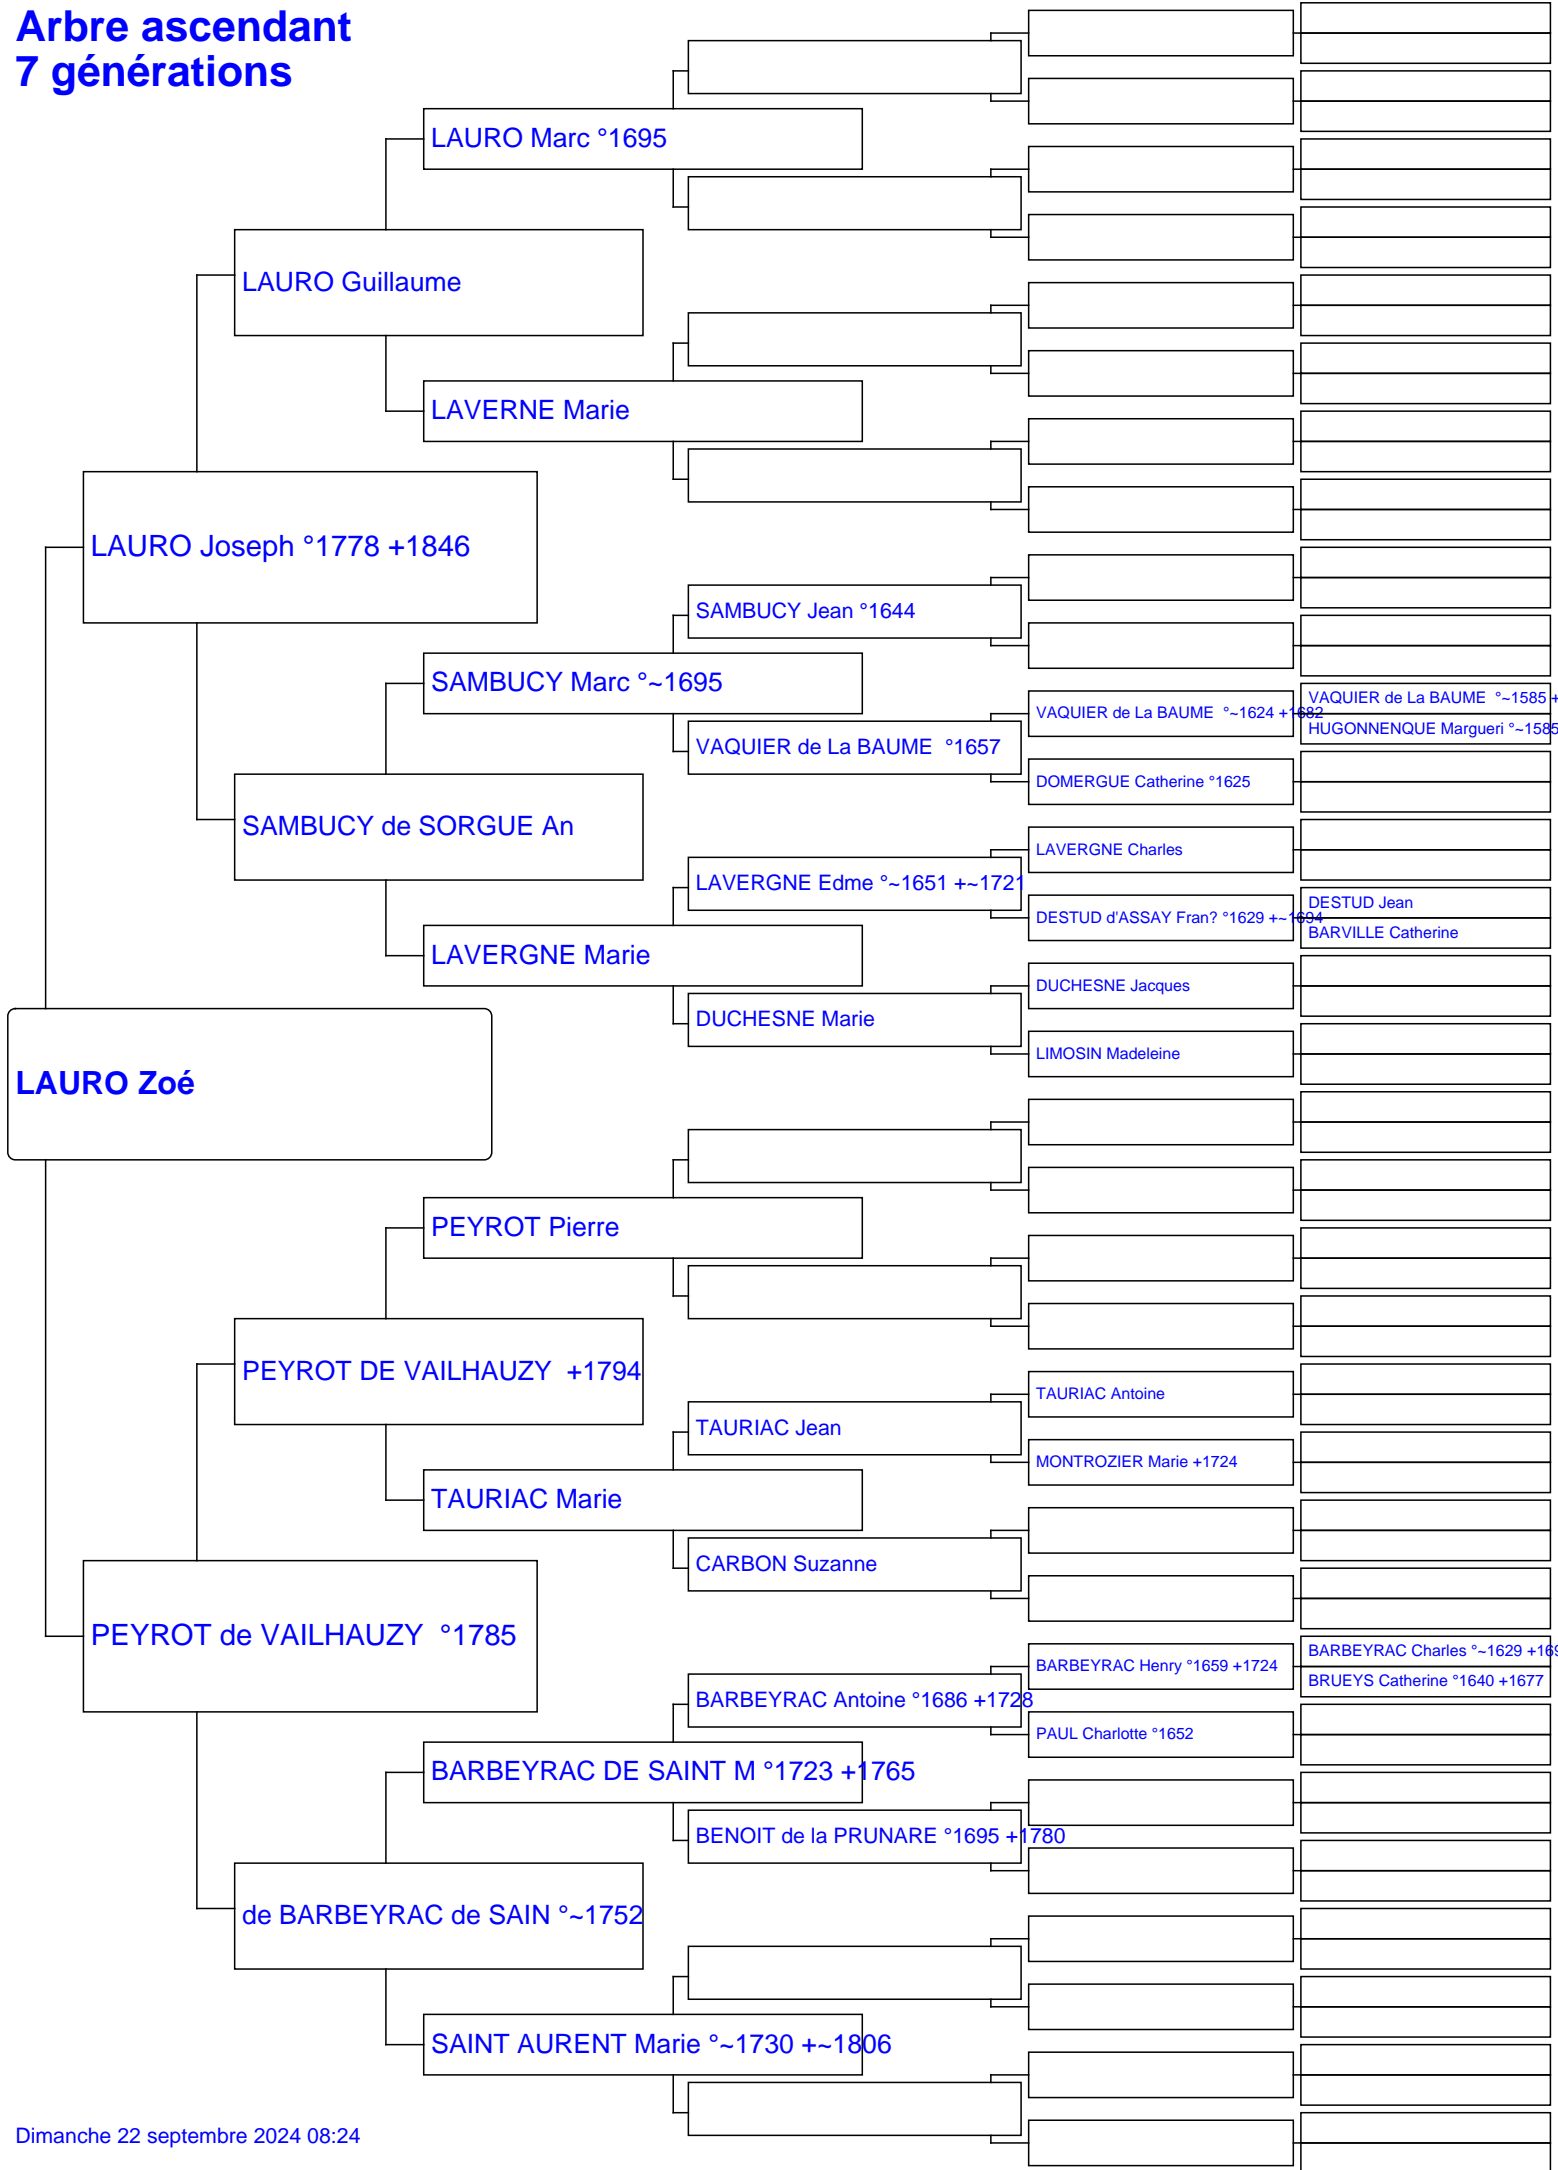 Arbre ascendant
7 générations
LAURO Marc °1695
LAURO Guillaume
LAVERNE Marie
LAURO Joseph °1778 +1846
SAMBUCY Jean °1644
SAMBUCY Marc °~1695
VAQUIER de La BAUME °~1585 +
VAQUIER de La BAUME °~1624 +1682
HUGONNENQUE Margueri °~1585
VAQUIER de La BAUME °1657
DOMERGUE Catherine °1625
SAMBUCY de SORGUE An
LAVERGNE Charles
LAVERGNE Edme °~1651 +~1721
DESTUD Jean
DESTUD d'ASSAY Fran? °1629 +~1694
BARVILLE Catherine
LAVERGNE Marie
DUCHESNE Jacques
DUCHESNE Marie
LIMOSIN Madeleine
LAURO Zoé
PEYROT Pierre
PEYROT DE VAILHAUZY +1794
TAURIAC Antoine
TAURIAC Jean
MONTROZIER Marie +1724
TAURIAC Marie
CARBON Suzanne
PEYROT de VAILHAUZY °1785
BARBEYRAC Charles °~1629 +169
BARBEYRAC Henry °1659 +1724
BRUEYS Catherine °1640 +1677
BARBEYRAC Antoine °1686 +1728
PAUL Charlotte °1652
BARBEYRAC DE SAINT M °1723 +1765
BENOIT de la PRUNARE °1695 +1780
de BARBEYRAC de SAIN °~1752
SAINT AURENT Marie °~1730 +~1806
Dimanche 22 septembre 2024 08:24